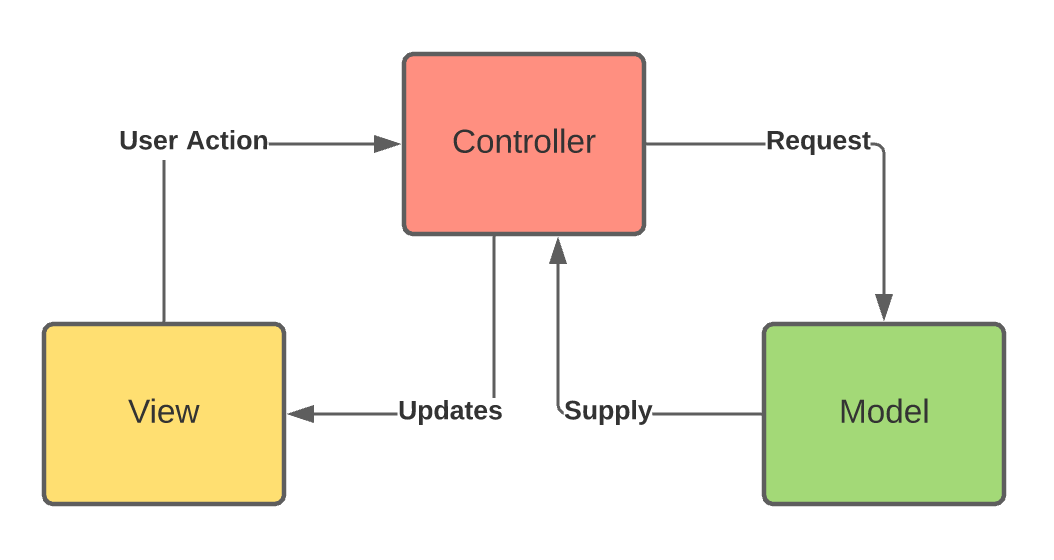 Controller
User Action
Request
View
Updates
Supply
Model